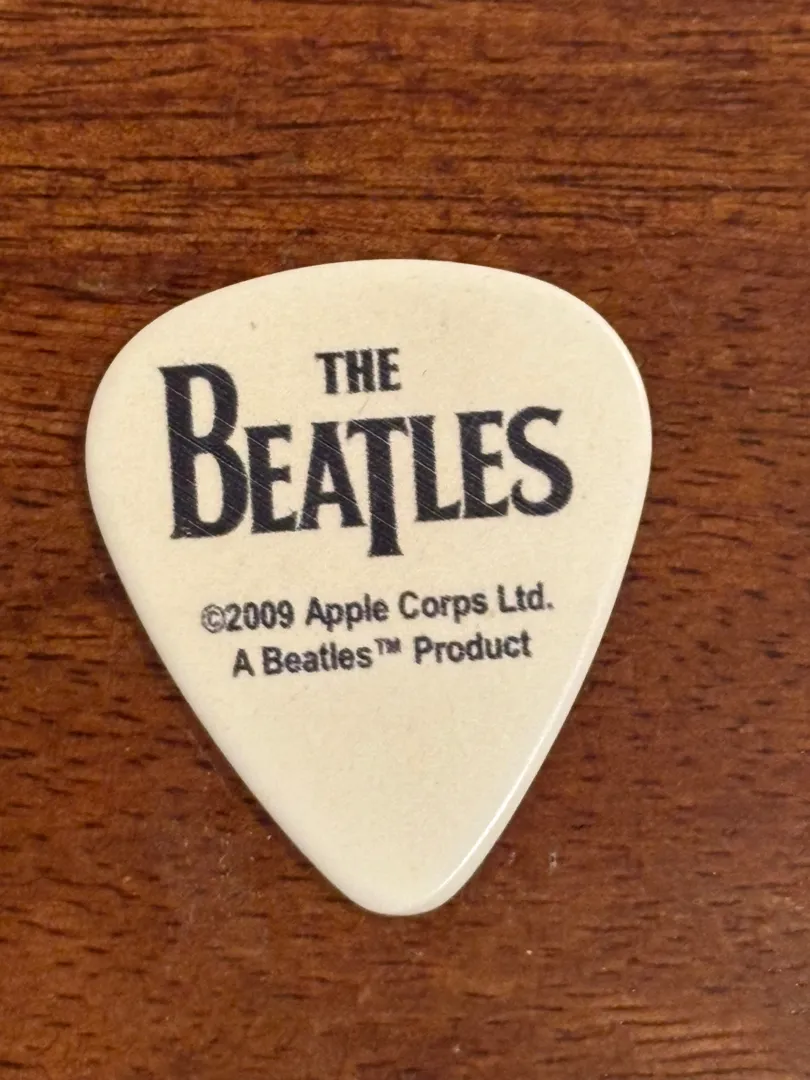 THE
BEATLES
©2009 Apple Corps Ltd.
A Beatles™ Product